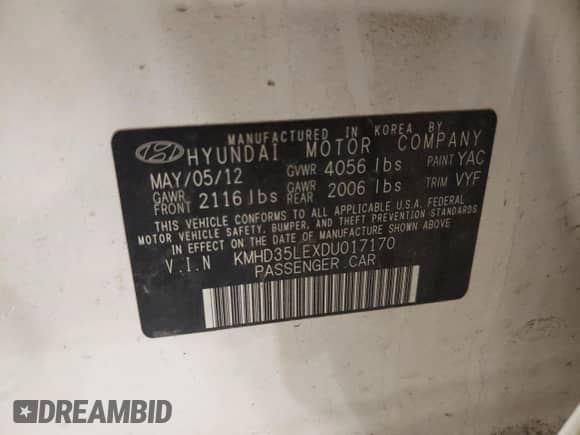 MANUFACTURED IN KOREA BY
HYUNDAI MOTOR COMPANY
MAY/05/12 GVWR 4056 lbs PAINT YAC
GAWR FRONT 2116 lbs GAWR REAR 2006 lbs TRIM VYF
THIS VEHICLE CONFORMS TO ALL APPLICABLE U.S.A. FEDERAL
MOTOR VEHICLE SAFETY, BUMPER, AND THEFT PREVENTION STANDARDS
IN EFFECT ON THE DATE OF MANUFACTURE SHOWN ABOVE.
V.I.N KMHD35LEXDU017170
PASSENGER CAR
#DREAMBID